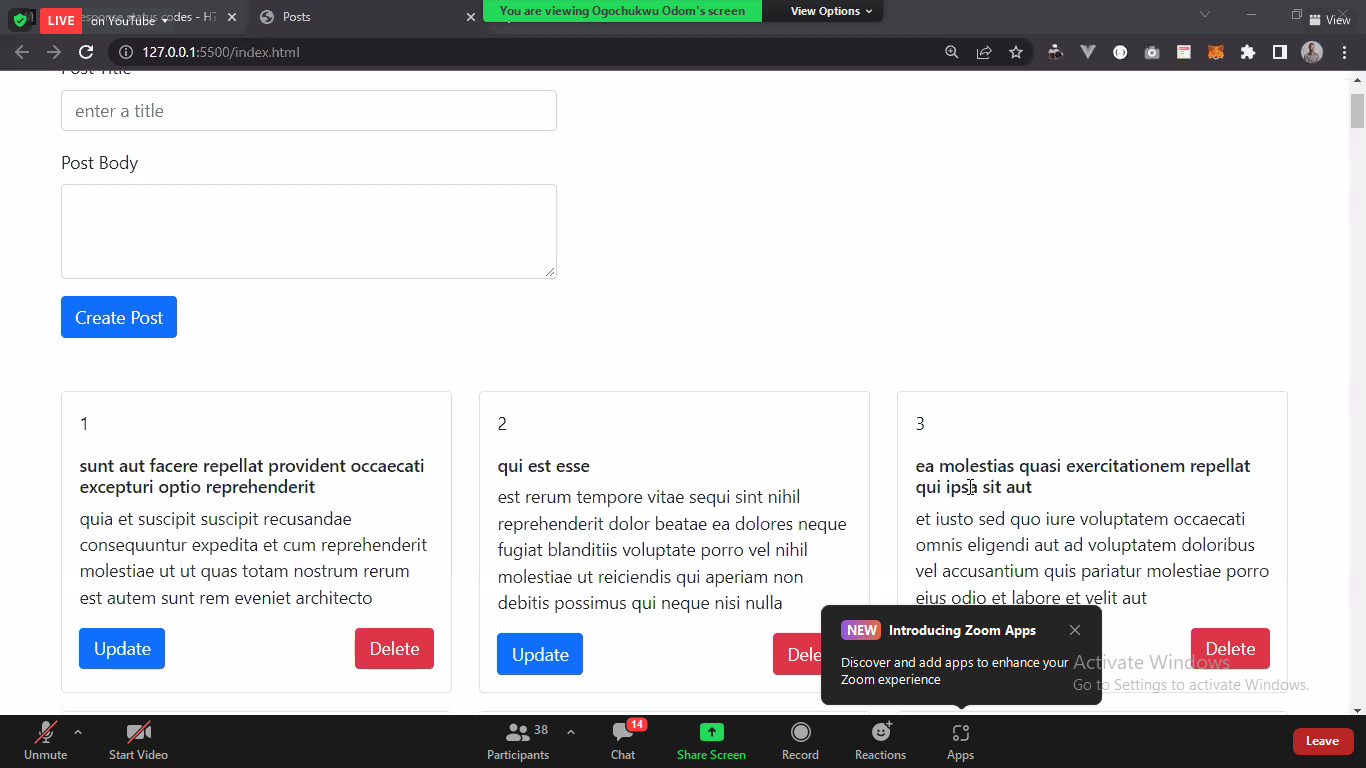 LIVE on YouTube
response status codes - HT
Posts
You are viewing Ogochukwu Odom's screen
View Options
View
127.0.0.1:5500/index.html
Post Title
enter a title
Post Body
Create Post
1
sunt aut facere repellat provident occaecati
excepturi optio reprehenderit
quia et suscipit suscipit recusandae
consequuntur expedita et cum reprehenderit
molestiae ut ut quas totam nostrum rerum
est autem sunt rem eveniet architecto
Update
Delete
2
qui est esse
est rerum tempore vitae sequi sint nihil
reprehenderit dolor beatae ea dolores neque
fugiat blanditiis voluptate porro vel nihil
molestiae ut reiciendis qui aperiam non
debitis possimus qui neque nisi nulla
Update
Dele
3
ea molestias quasi exercitationem repellat
qui ipsa sit aut
et iusto sed quo iure voluptatem occaecati
omnis eligendi aut ad voluptatem doloribus
vel accusantium quis pariatur molestiae porro
eius odio et labore et velit aut
Delete
NEW Introducing Zoom Apps
Discover and add apps to enhance your
Zoom experience
Activate Windows
Go to Settings to activate Windows.
Unmute
Start Video
38
Participants
14
Chat
Share Screen
Record
Reactions
Apps
Leave